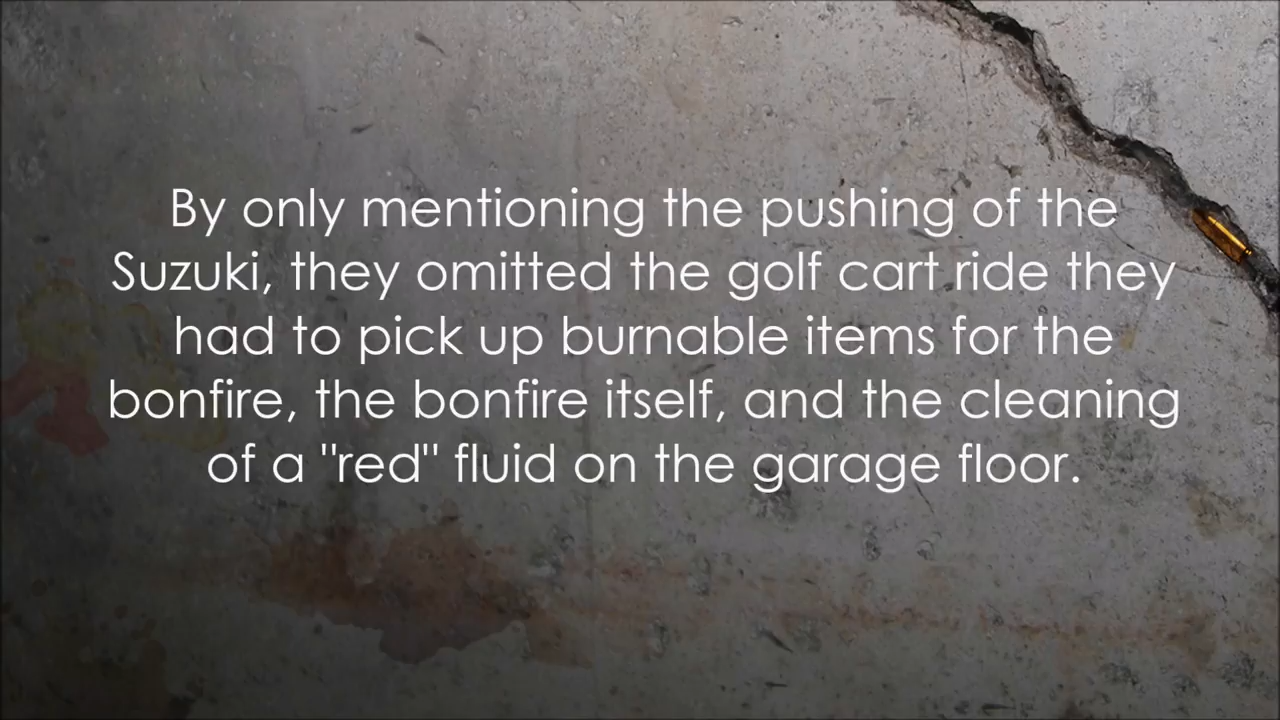 By only mentioning the pushing of the
Suzuki, they omitted the golf cart ride they
had to pick up burnable items for the
bonfire, the bonfire itself, and the cleaning
of a "red" fluid on the garage floor.